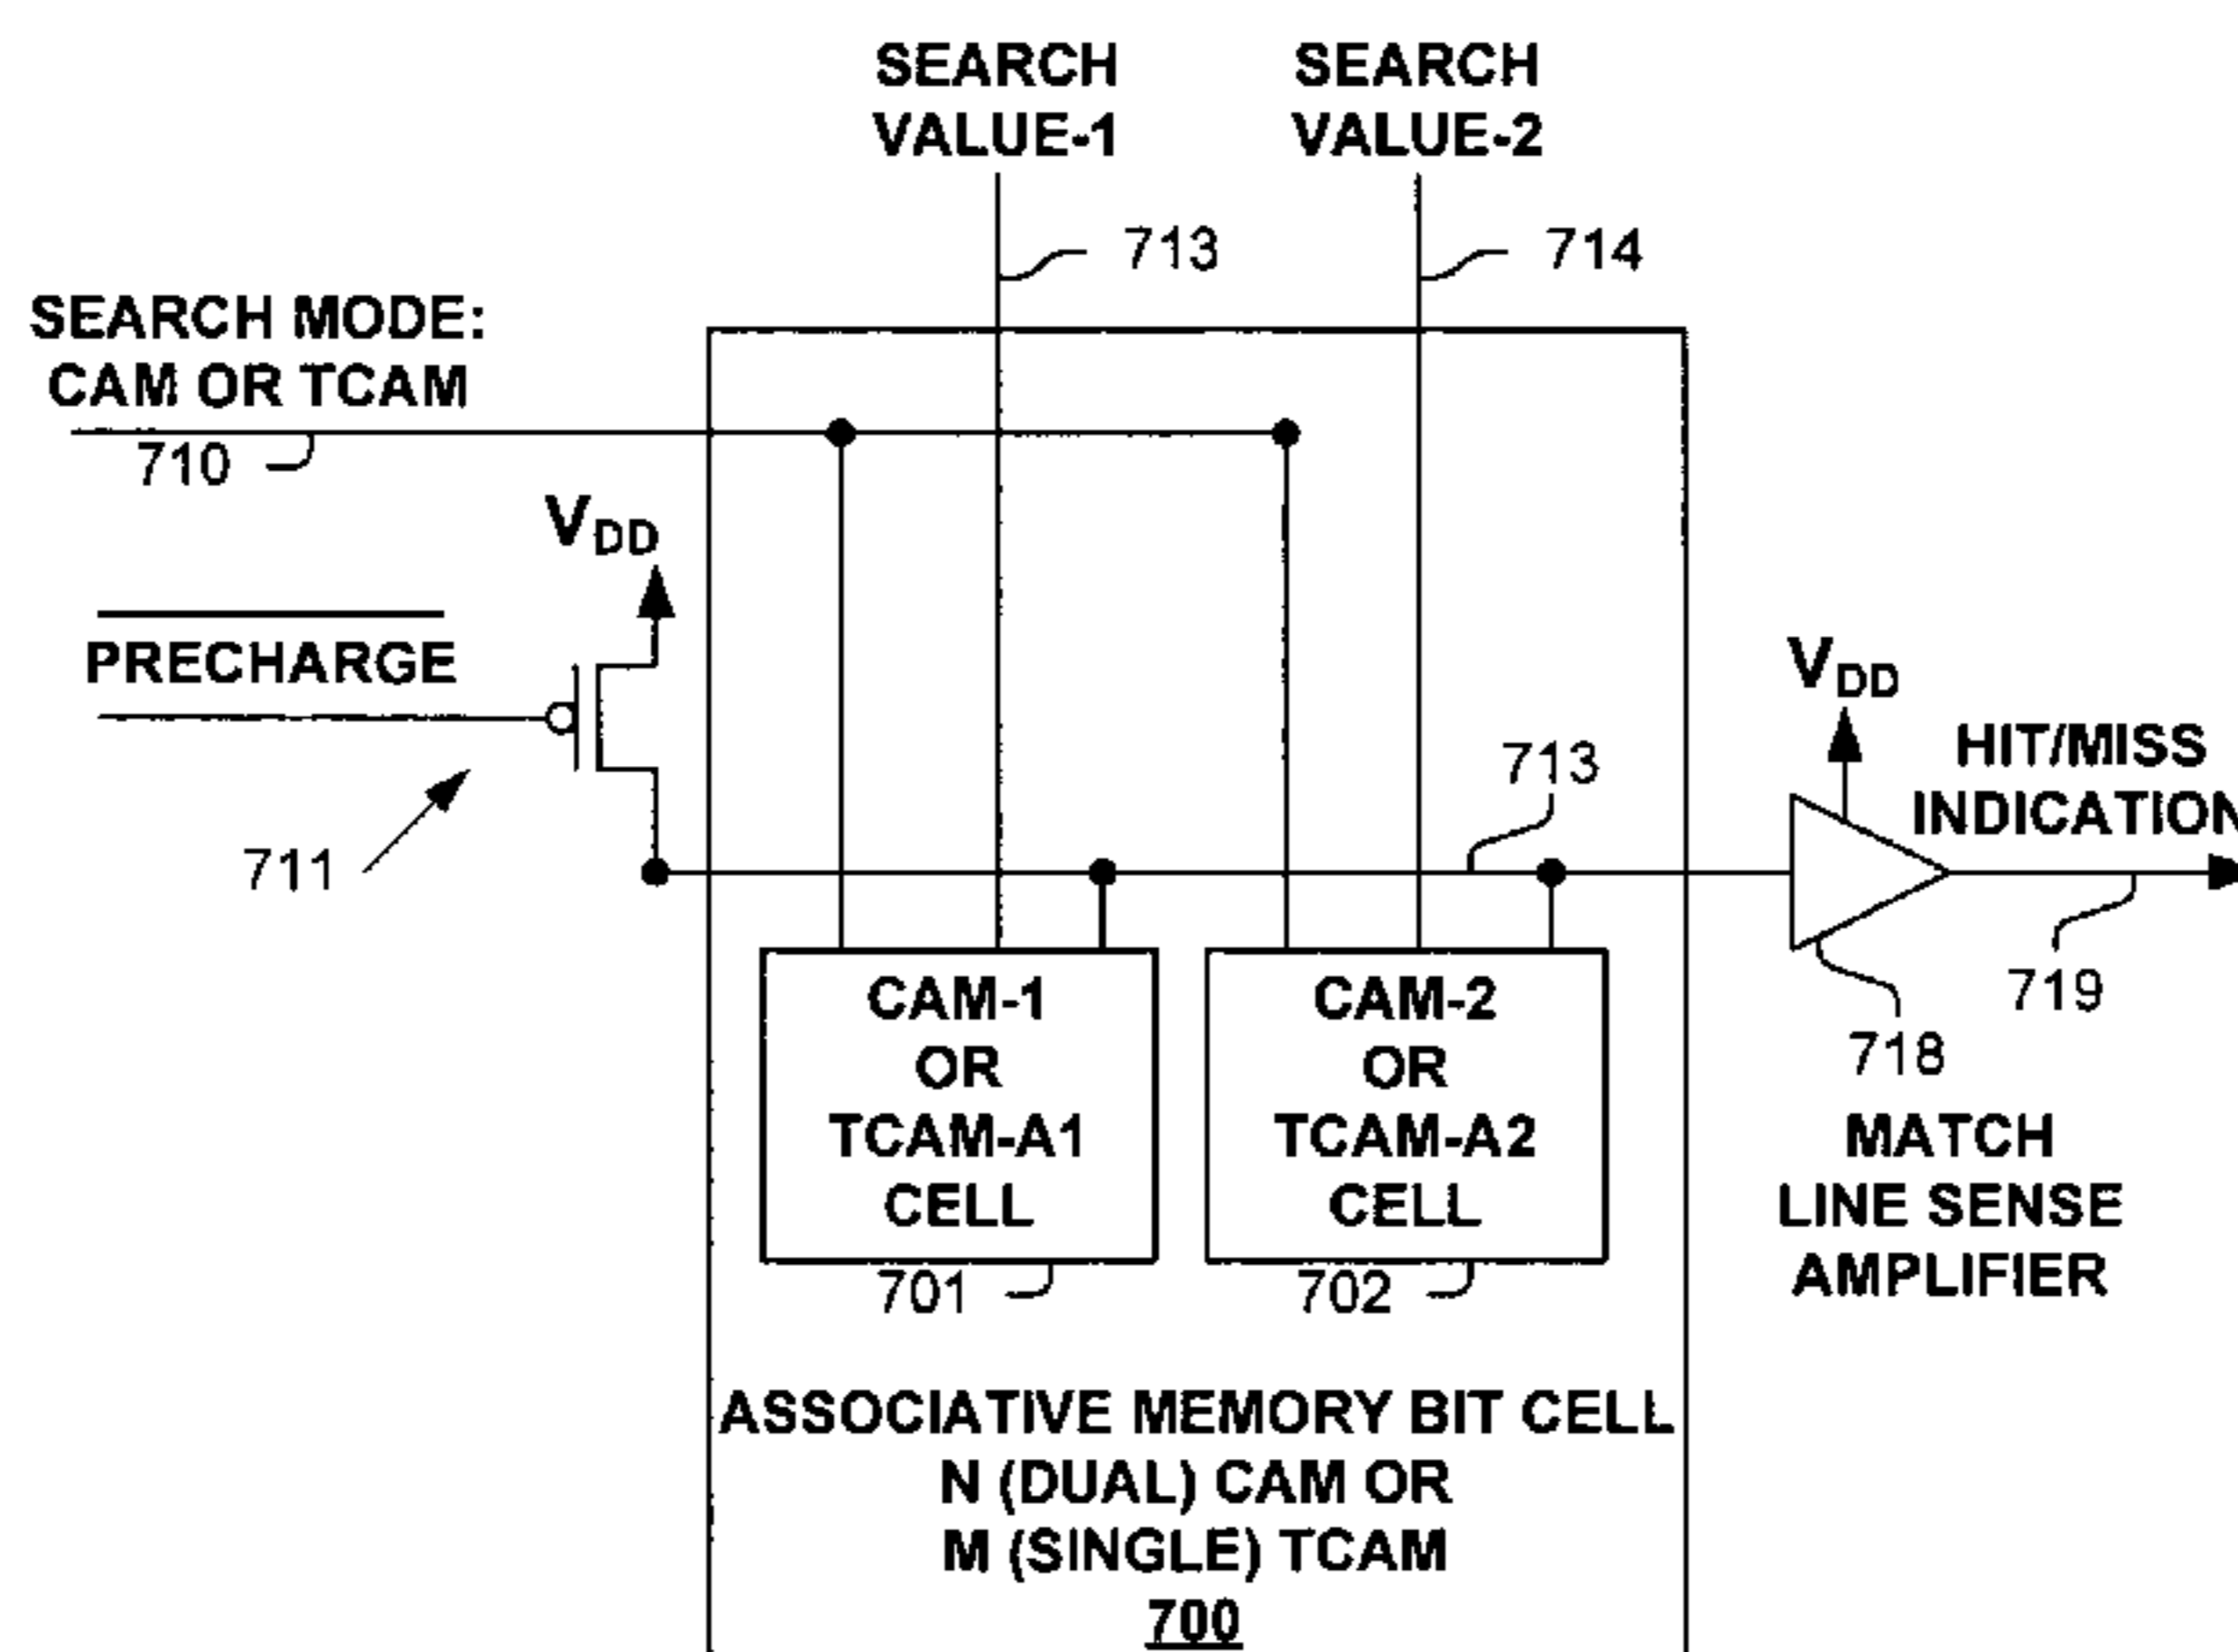 SEARCH
VALUE-1
SEARCH
VALUE-2
713
714
SEARCH MODE:
CAM OR TCAM
710
VDD
PRECHARGE
711
713
VDD
HIT/MISS
INDICATION
719
718
MATCH
LINE SENSE
AMPLIFIER
CAM-1
OR
TCAM-A1
CELL
701
CAM-2
OR
TCAM-A2
CELL
702
ASSOCIATIVE MEMORY BIT CELL
N (DUAL) CAM OR
M (SINGLE) TCAM
700